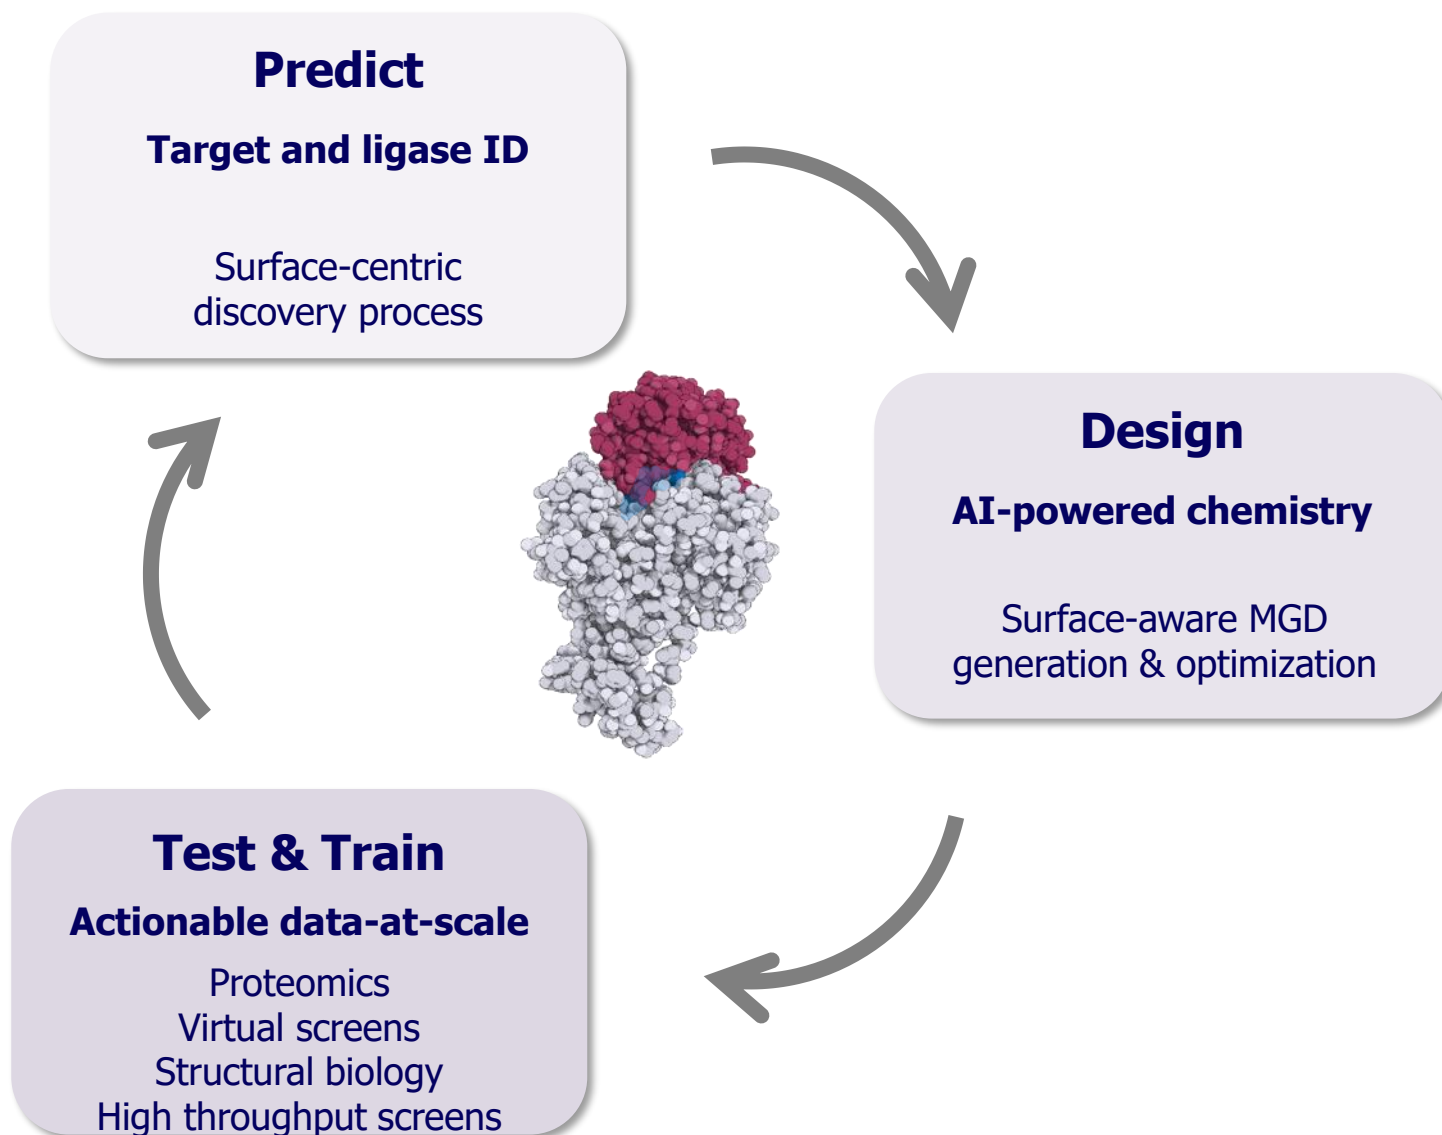 Predict
Target and ligase ID
Surface-centric
discovery process
Design
AI-powered chemistry
Surface-aware MGD
generation & optimization
Test & Train
Actionable data-at-scale
Proteomics
Virtual screens
Structural biology
High throughput screens